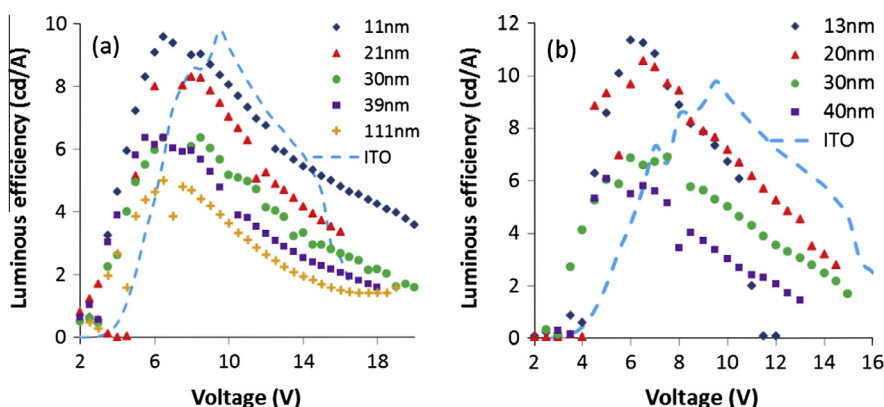 (a)
Luminous efficiency (cd/A)
10
8
6
4
2
0
2 6 10 14 18
Voltage (V)
11nm
21nm
30nm
39nm
111nm
ITO
(b)
Luminous efficiency (cd/A)
12
10
8
6
4
2
0
2 4 6 8 10 12 14 16
Voltage (V)
13nm
20nm
30nm
40nm
ITO